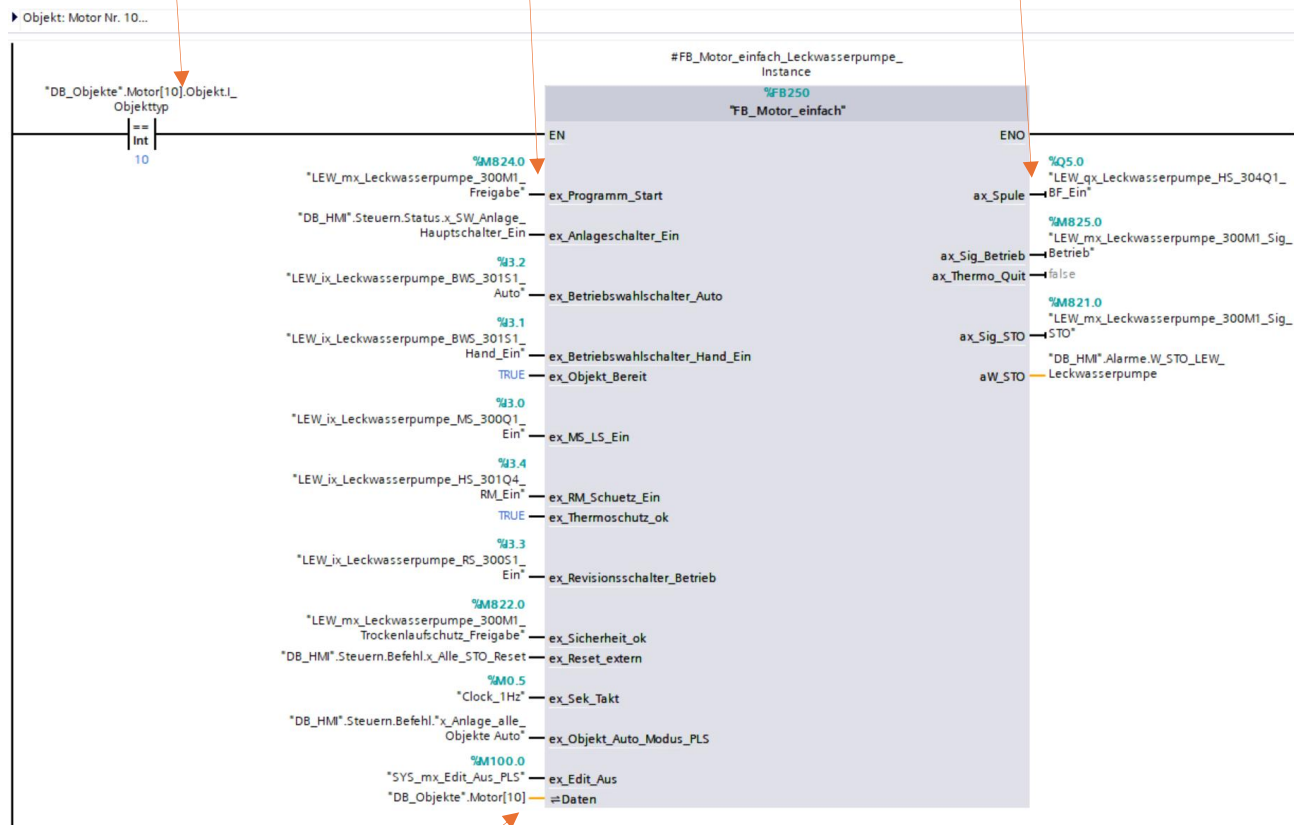 Objekt: Motor Nr. 10...
#FB_Motor_einfach_Leckwasserpumpe_
Instance
%FB250
"FB_Motor_einfach"
"DB_Objekte".Motor[10].Objekt.I_
Objekttyp
==
Int
10
EN
ENO
%M824.0
"LEW_mx_Leckwasserpumpe_300M1_
Freigabe"
ex_Programm_Start
"DB_HMI".Steuern.Status.x_SW_Anlage_
Hauptschalter_Ein
ex_Anlageschalter_Ein
%I3.2
"LEW_ix_Leckwasserpumpe_BWS_301S1_
Auto"
ex_Betriebswahlschalter_Auto
%I3.1
"LEW_ix_Leckwasserpumpe_BWS_301S1_
Hand_Ein"
ex_Betriebswahlschalter_Hand_Ein
TRUE
ex_Objekt_Bereit
%I3.0
"LEW_ix_Leckwasserpumpe_MS_300Q1_
Ein"
ex_MS_LS_Ein
%I3.4
"LEW_ix_Leckwasserpumpe_HS_301Q4_
RM_Ein"
ex_RM_Schuetz_Ein
TRUE
ex_Thermoschutz_ok
%I3.3
"LEW_ix_Leckwasserpumpe_RS_300S1_
Ein"
ex_Revisionsschalter_Betrieb
%M822.0
"LEW_mx_Leckwasserpumpe_300M1_
Trockenlaufschutz_Freigabe"
ex_Sicherheit_ok
"DB_HMI".Steuern.Befehl.x_Alle_STO_Reset
ex_Reset_extern
%M0.5
"Clock_1Hz"
ex_Sek_Takt
"DB_HMI".Steuern.Befehl."x_Anlage_alle_
Objekte Auto"
ex_Objekt_Auto_Modus_PLS
%M100.0
"SYS_mx_Edit_Aus_PLS"
ex_Edit_Aus
"DB_Objekte".Motor[10]
⇌Daten
%Q5.0
"LEW_qx_Leckwasserpumpe_HS_304Q1_
BF_Ein"
ax_Spule
%M825.0
"LEW_mx_Leckwasserpumpe_300M1_Sig_
Betrieb"
ax_Sig_Betrieb
ax_Thermo_Quit
false
%M821.0
"LEW_mx_Leckwasserpumpe_300M1_Sig_
STO"
ax_Sig_STO
"DB_HMI".Alarme.W_STO_LEW_
Leckwasserpumpe
aW_STO